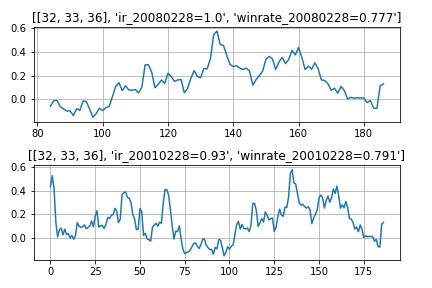 [[32, 33, 36], 'ir_20080228=1.0', 'winrate_20080228=0.777']
0.6
0.4
0.2
0.0
80 100 120 140 160 180
[[32, 33, 36], 'ir_20010228=0.93', 'winrate_20010228=0.791']
0.6
0.4
0.2
0.0
0 25 50 75 100 125 150 175